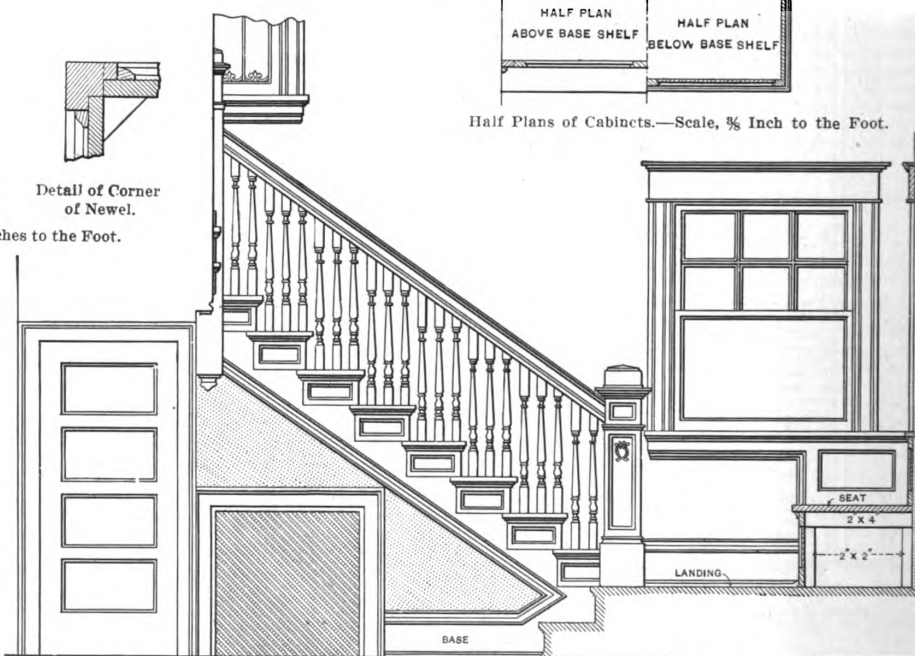 HALF PLAN
ABOVE BASE SHELF
HALF PLAN
BELOW BASE SHELF
Half Plans of Cabinets.—Scale, ⅜ Inch to the Foot.
Detail of Corner
of Newel.
ches to the Foot.
SEAT
2"X 4"
2"X 2"
LANDING
BASE